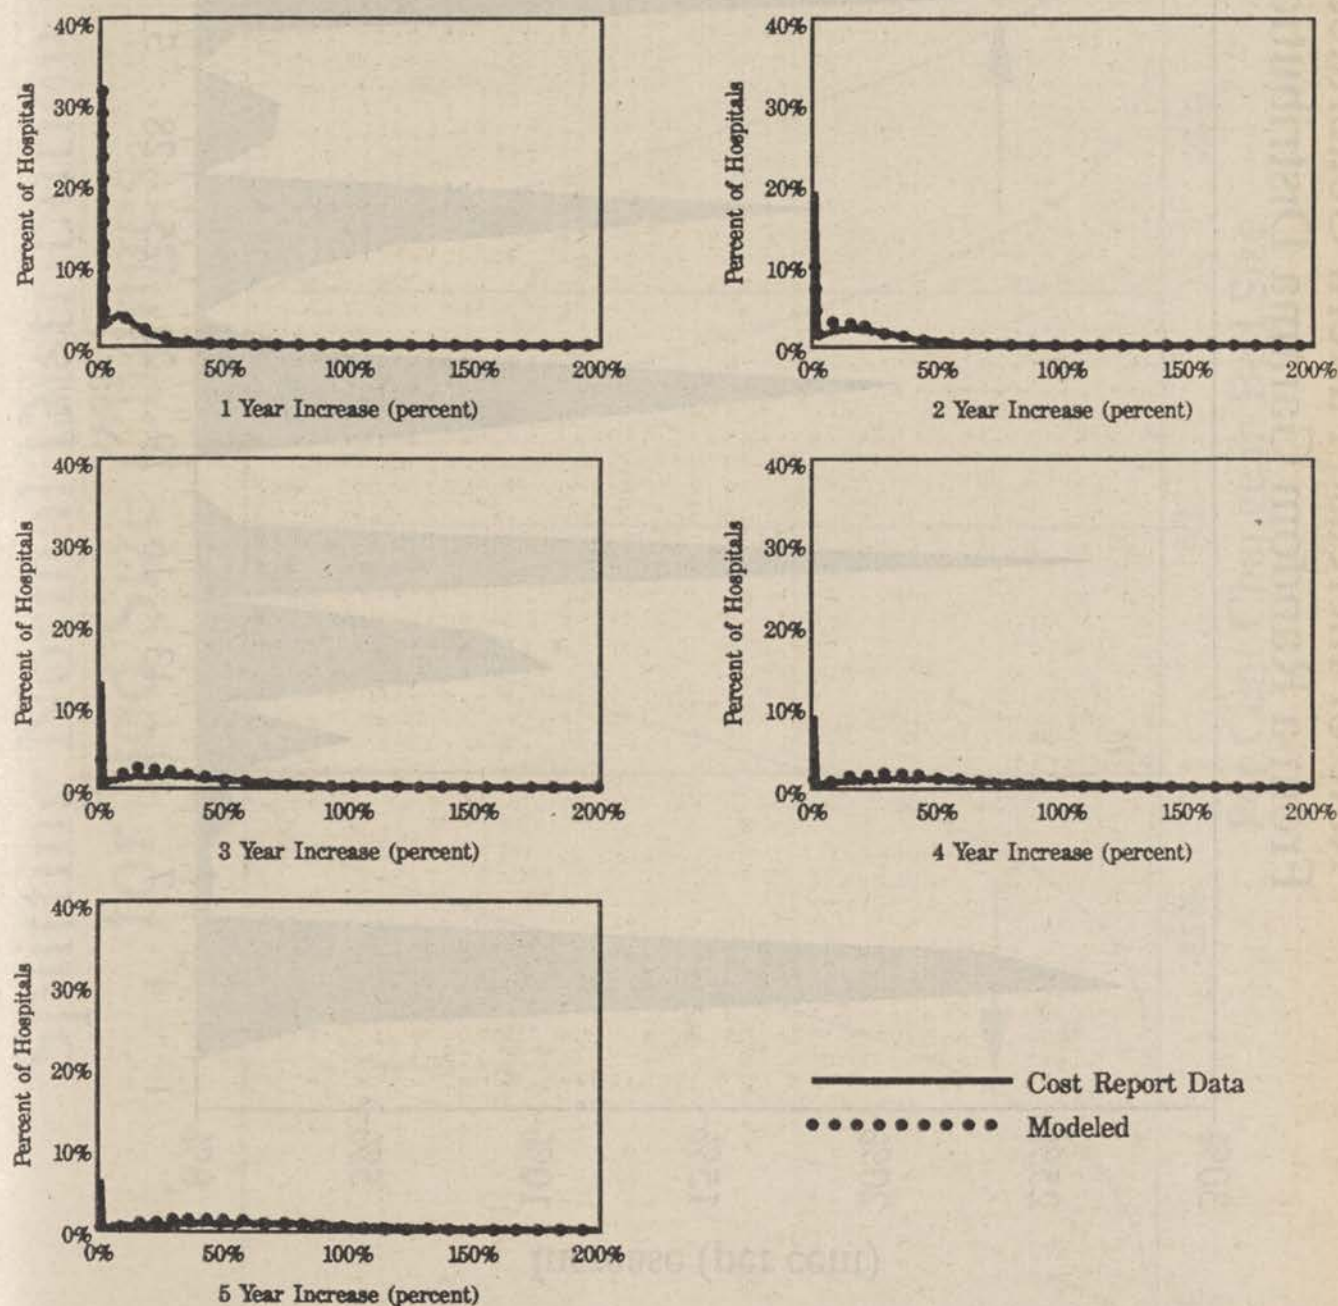 40%
30%
20%
10%
0%
Percent of Hospitals
0% 50% 100% 150% 200%
1 Year Increase (percent)
40%
30%
20%
10%
0%
Percent of Hospitals
0% 50% 100% 150% 200%
2 Year Increase (percent)
40%
30%
20%
10%
0%
Percent of Hospitals
0% 50% 100% 150% 200%
3 Year Increase (percent)
40%
30%
20%
10%
0%
Percent of Hospitals
0% 50% 100% 150% 200%
4 Year Increase (percent)
40%
30%
20%
10%
0%
Percent of Hospitals
0% 50% 100% 150% 200%
5 Year Increase (percent)
Cost Report Data
Modeled